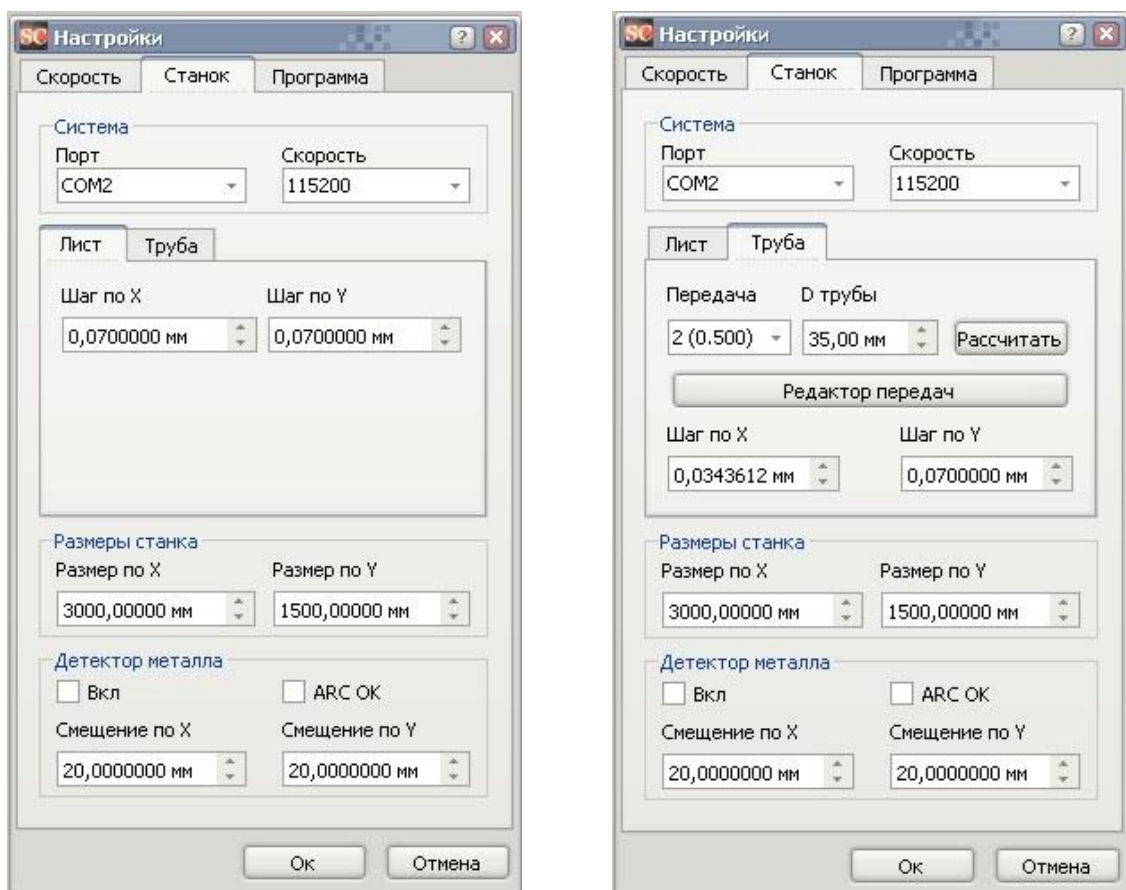 SC Настройки
Скорость Станок Программа
Система
Порт Скорость
COM2 115200
Лист Труба
Шаг по X Шаг по Y
0,0700000 мм 0,0700000 мм
Размеры станка
Размер по X Размер по Y
3000,00000 мм 1500,00000 мм
Детектор металла
Вкл ARC OK
Смещение по X Смещение по Y
20,0000000 мм 20,0000000 мм
Ок Отмена
SC Настройки
Скорость Станок Программа
Система
Порт Скорость
COM2 115200
Лист Труба
Передача D трубы
2 (0.500) 35,00 мм Рассчитать
Редактор передач
Шаг по X Шаг по Y
0,0343612 мм 0,0700000 мм
Размеры станка
Размер по X Размер по Y
3000,00000 мм 1500,00000 мм
Детектор металла
Вкл ARC OK
Смещение по X Смещение по Y
20,0000000 мм 20,0000000 мм
Ок Отмена